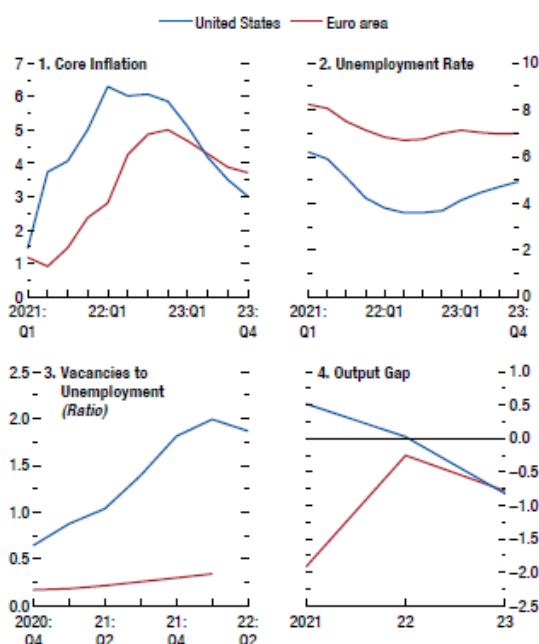 United States
Euro area
1. Core Inflation
7
6
5
4
3
2
1
0
2021:
Q1
22:Q1
23:Q1
23:
Q4
2. Unemployment Rate
10
8
6
4
2
0
2021:
Q1
22:Q1
23:Q1
23:
Q4
3. Vacancies to
Unemployment
(Ratio)
2.5
2.0
1.5
1.0
0.5
0.0
2020:
Q4
21:
Q2
21:
Q4
22:
Q2
4. Output Gap
1.0
0.5
0.0
–0.5
–1.0
–1.5
–2.0
–2.5
2021
22
23